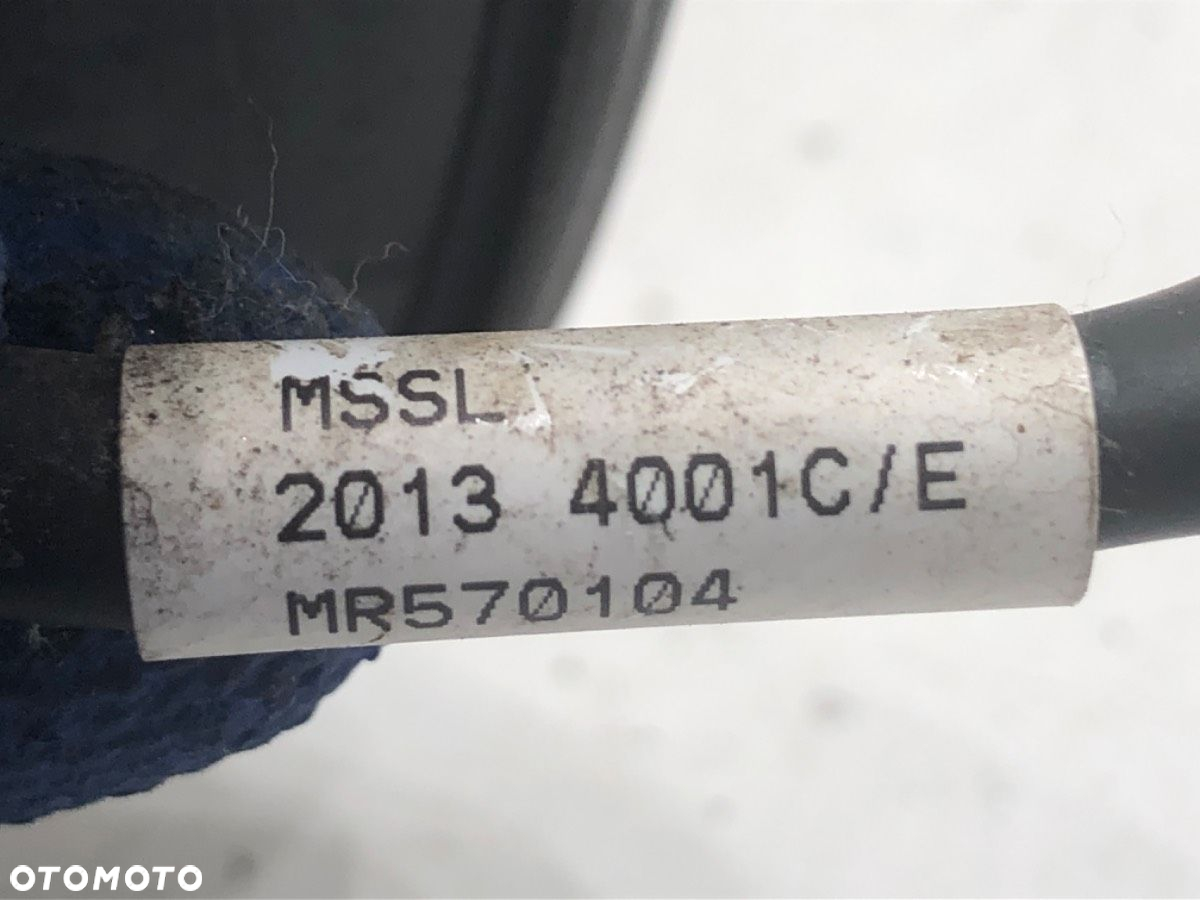 MSSL
2013 4001C/E
MR570104
OTOMOTO